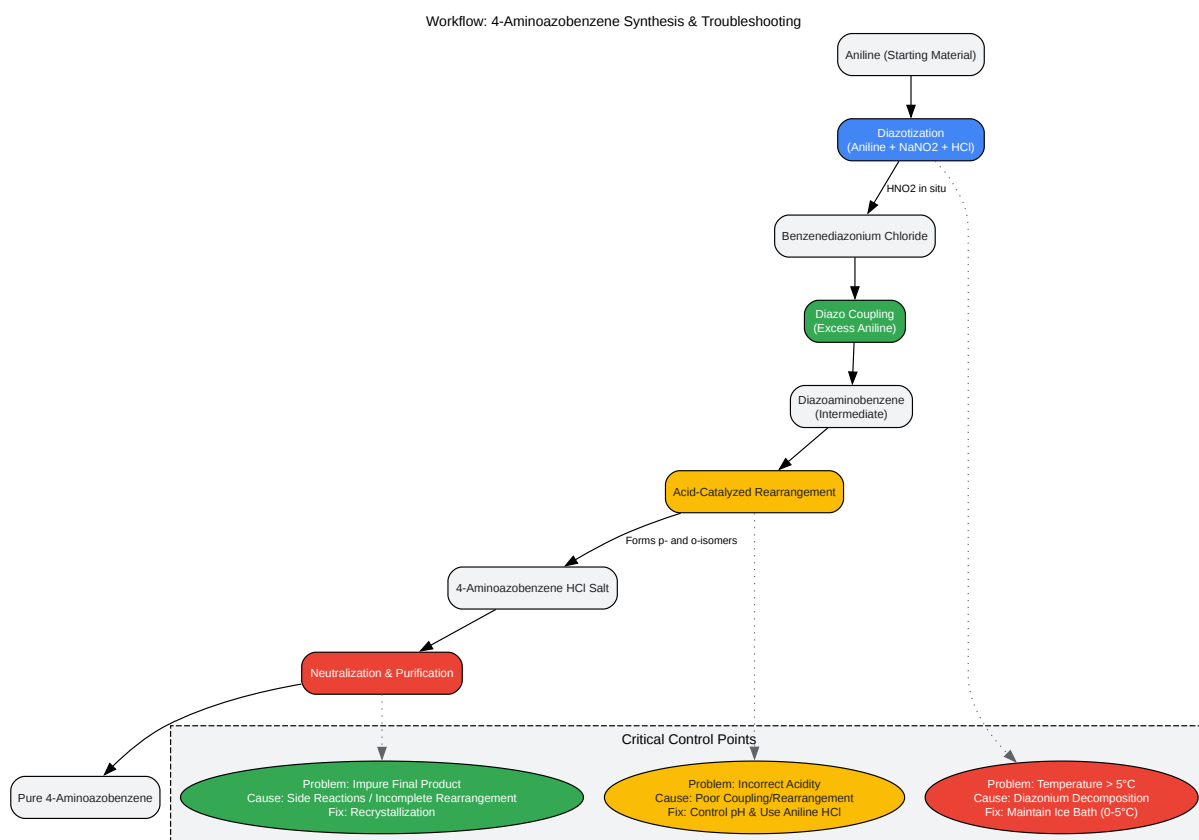 Workflow: 4-Aminoazobenzene Synthesis & Troubleshooting
Aniline (Starting Material)
Diazotization
(Aniline + NaNO2 + HCl)
HNO2 in situ
Benzenediazonium Chloride
Diazo Coupling
(Excess Aniline)
Diazoaminobenzene
(Intermediate)
Acid-Catalyzed Rearrangement
Forms p- and o-isomers
4-Aminoazobenzene HCl Salt
Neutralization & Purification
Critical Control Points
Pure 4-Aminoazobenzene
Problem: Impure Final Product
Cause: Side Reactions / Incomplete Rearrangement
Fix: Recrystallization
Problem: Incorrect Acidity
Cause: Poor Coupling/Rearrangement
Fix: Control pH & Use Aniline HCl
Problem: Temperature > 5°C
Cause: Diazonium Decomposition
Fix: Maintain Ice Bath (0-5°C)